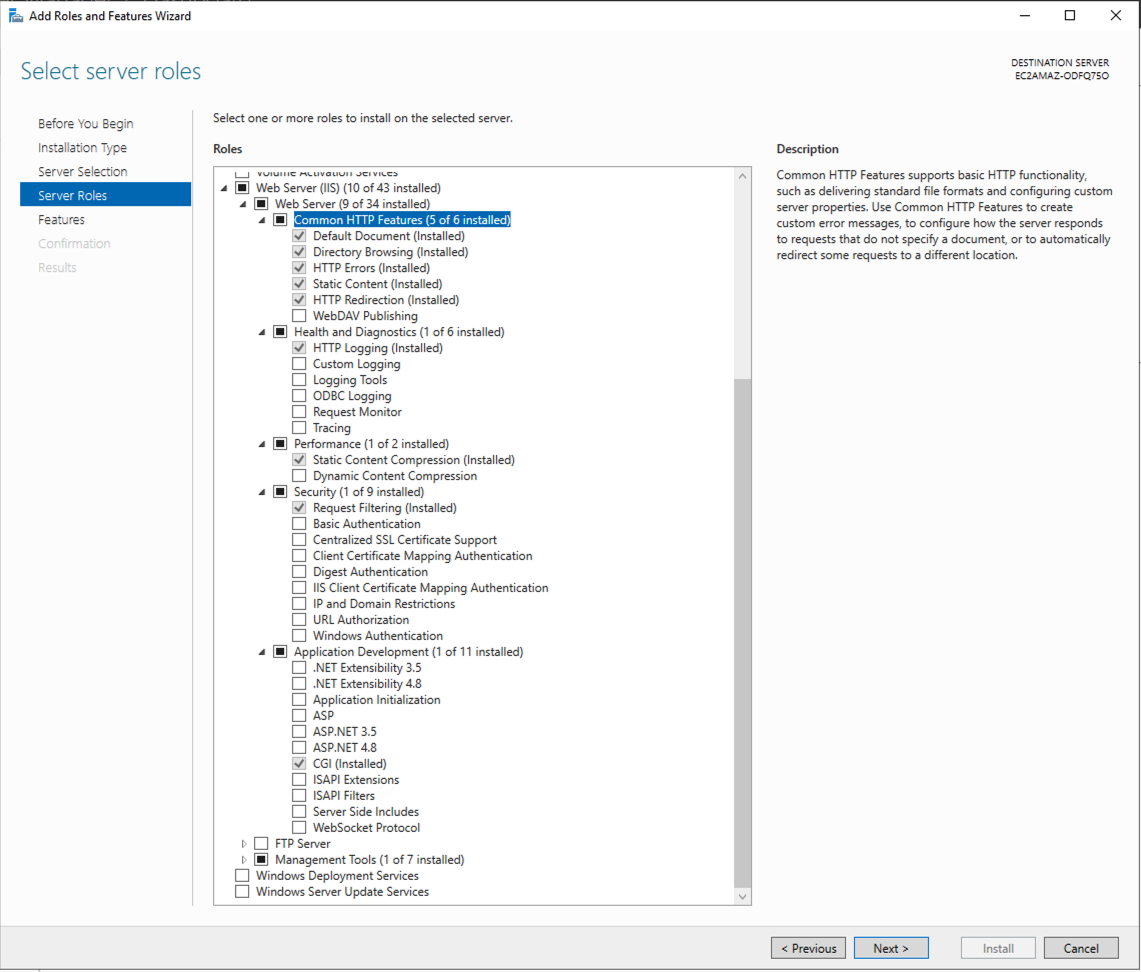 Add Roles and Features Wizard
Select server roles
DESTINATION SERVER
EC2AMAZ-ODFQ75O
Before You Begin
Installation Type
Server Selection
Server Roles
Features
Confirmation
Results
Select one or more roles to install on the selected server.
Roles
Volume Activation Services
Web Server (IIS) (10 of 43 installed)
Web Server (9 of 34 installed)
Common HTTP Features (5 of 6 installed)
Default Document (Installed)
Directory Browsing (Installed)
HTTP Errors (Installed)
Static Content (Installed)
HTTP Redirection (Installed)
WebDAV Publishing
Health and Diagnostics (1 of 6 installed)
HTTP Logging (Installed)
Custom Logging
Logging Tools
ODBC Logging
Request Monitor
Tracing
Performance (1 of 2 installed)
Static Content Compression (Installed)
Dynamic Content Compression
Security (1 of 9 installed)
Request Filtering (Installed)
Basic Authentication
Centralized SSL Certificate Support
Client Certificate Mapping Authentication
Digest Authentication
IIS Client Certificate Mapping Authentication
IP and Domain Restrictions
URL Authorization
Windows Authentication
Application Development (1 of 11 installed)
.NET Extensibility 3.5
.NET Extensibility 4.8
Application Initialization
ASP
ASP.NET 3.5
ASP.NET 4.8
CGI (Installed)
ISAPI Extensions
ISAPI Filters
Server Side Includes
WebSocket Protocol
FTP Server
Management Tools (1 of 7 installed)
Windows Deployment Services
Windows Server Update Services
Description
Common HTTP Features supports basic HTTP functionality,
such as delivering standard file formats and configuring custom
server properties. Use Common HTTP Features to create
custom error messages, to configure how the server responds
to requests that do not specify a document, or to automatically
redirect some requests to a different location.
< Previous
Next >
Install
Cancel